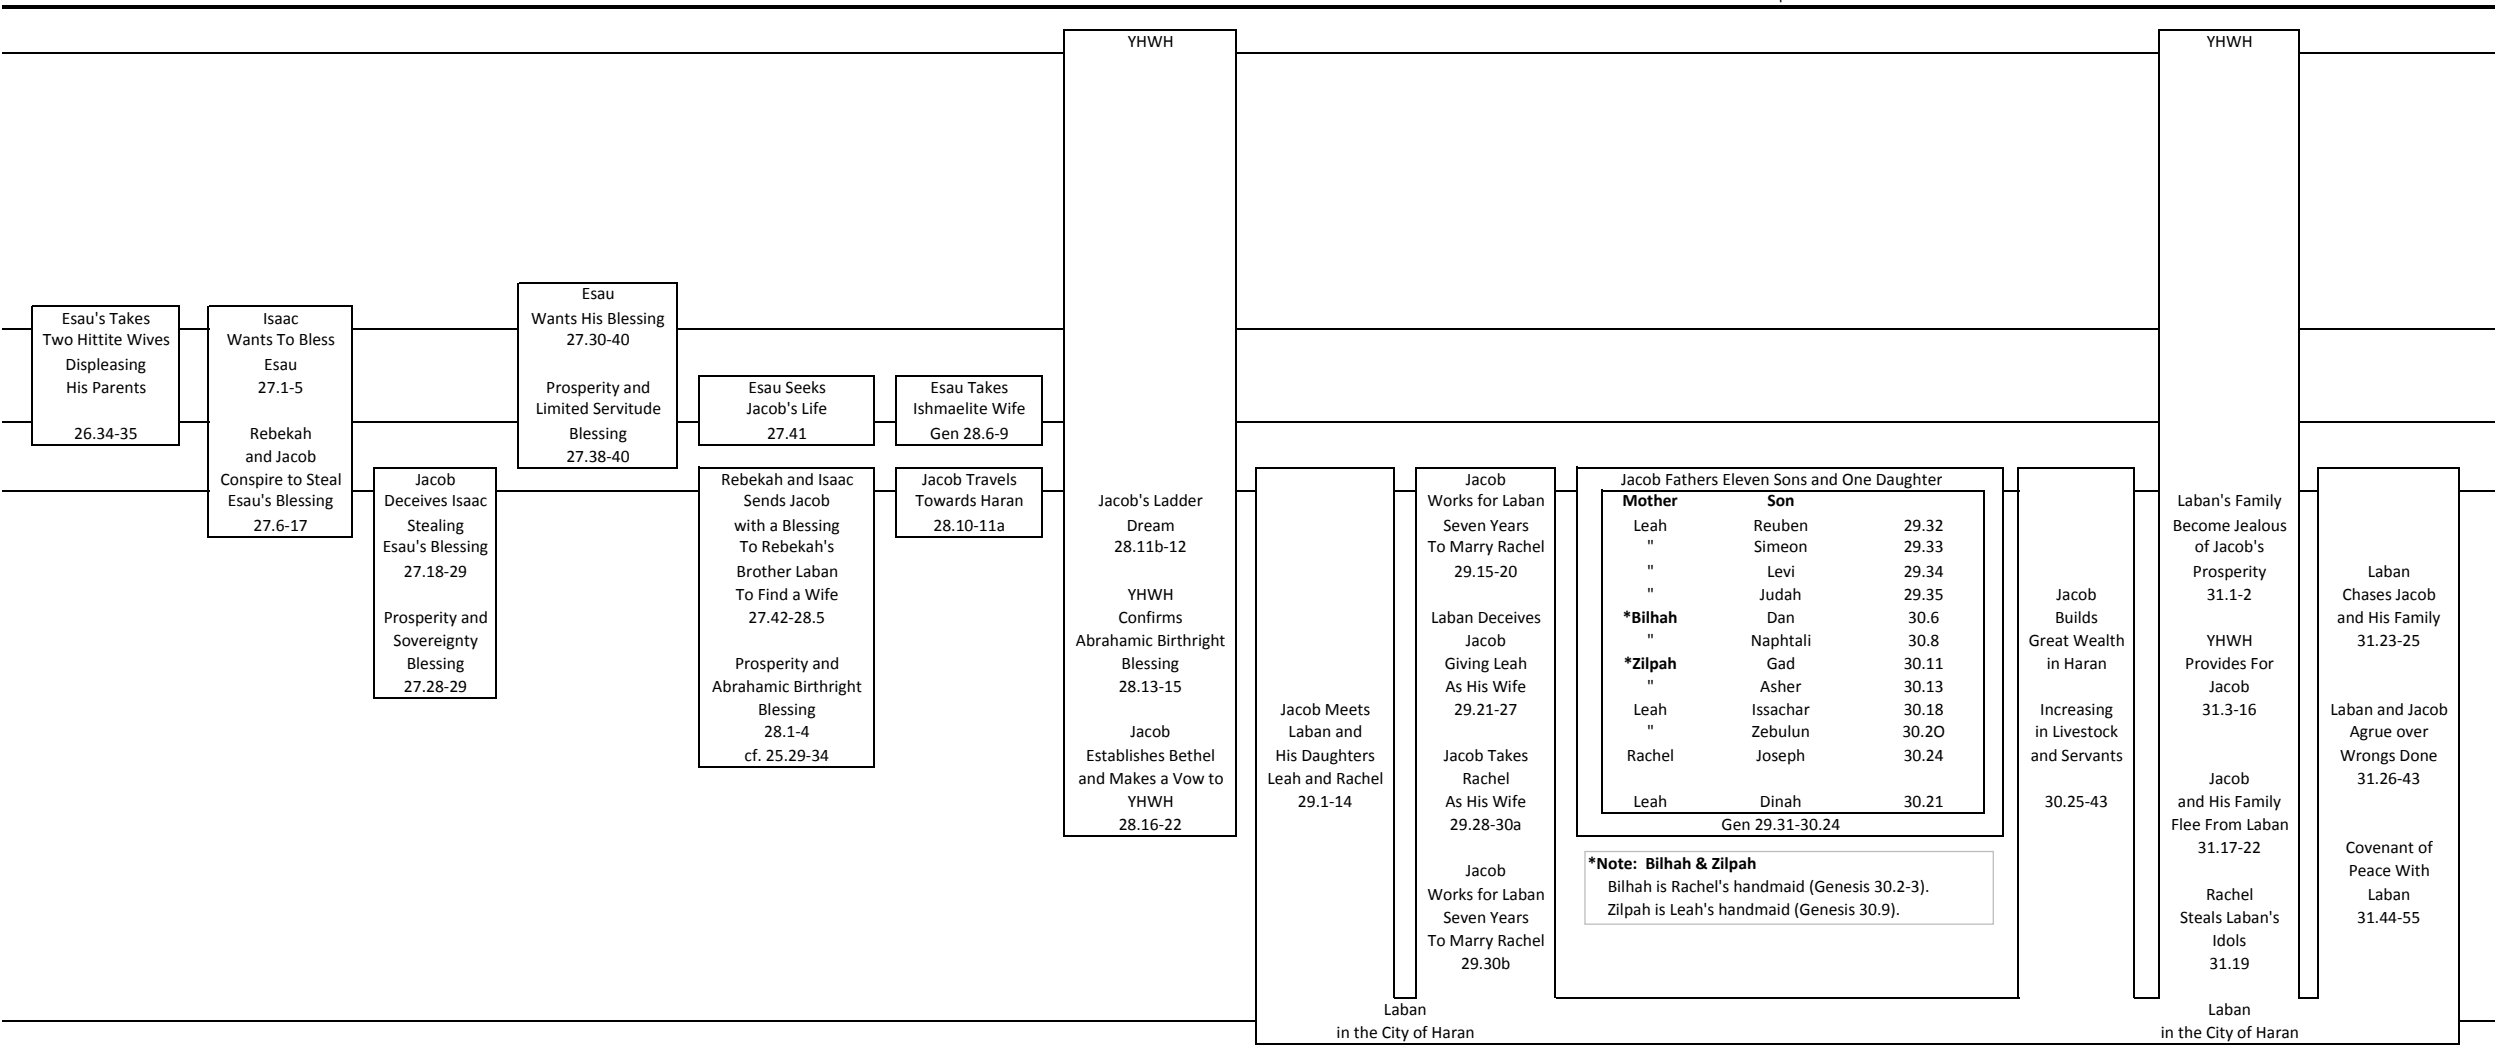 YHWH
YHWH
Esau's Takes
Two Hittite Wives
Displeasing
His Parents
26.34-35
Isaac
Wants To Bless
Esau
27.1-5
Rebekah
and Jacob
Conspire to Steal
Esau's Blessing
27.6-17
Jacob
Deceives Isaac
Stealing
Esau's Blessing
27.18-29
Prosperity and
Sovereignty
Blessing
27.28-29
Esau
Wants His Blessing
27.30-40
Prosperity and
Limited Servitude
Blessing
27.38-40
Esau Seeks
Jacob's Life
27.41
Rebekah and Isaac
Sends Jacob
with a Blessing
To Rebekah's
Brother Laban
To Find a Wife
27.42-28.5
Prosperity and
Abrahamic Birthright
Blessing
28.1-4
cf. 25.29-34
Esau Takes
Ishmaelite Wife
Gen 28.6-9
Jacob Travels
Towards Haran
28.10-11a
Jacob's Ladder
Dream
28.11b-12
YHWH
Confirms
Abrahamic Birthright
Blessing
28.13-15
Jacob
Establishes Bethel
and Makes a Vow to
YHWH
28.16-22
Jacob Meets
Laban and
His Daughters
Leah and Rachel
29.1-14
Jacob
Works for Laban
Seven Years
To Marry Rachel
29.15-20
Laban Deceives
Jacob
Giving Leah
As His Wife
29.21-27
Jacob Takes
Rachel
As His Wife
29.28-30a
Jacob
Works for Laban
Seven Years
To Marry Rachel
29.30b
Laban
in the City of Haran
Jacob Fathers Eleven Sons and One Daughter
Mother Son
Leah Reuben 29.32
" Simeon 29.33
" Levi 29.34
" Judah 29.35
*Bilhah Dan 30.6
" Naphtali 30.8
*Zilpah Gad 30.11
" Asher 30.13
Leah Issachar 30.18
" Zebulun 30.2O
Rachel Joseph 30.24
Leah Dinah 30.21
Gen 29.31-30.24
*Note: Bilhah & Zilpah
Bilhah is Rachel's handmaid (Genesis 30.2-3).
Zilpah is Leah's handmaid (Genesis 30.9).
Jacob
Builds
Great Wealth
in Haran
Increasing
in Livestock
and Servants
30.25-43
Laban's Family
Become Jealous
of Jacob's
Prosperity
31.1-2
YHWH
Provides For
Jacob
31.3-16
Jacob
and His Family
Flee From Laban
31.17-22
Rachel
Steals Laban's
Idols
31.19
Laban
in the City of Haran
Laban
Chases Jacob
and His Family
31.23-25
Laban and Jacob
Agrue over
Wrongs Done
31.26-43
Covenant of
Peace With
Laban
31.44-55